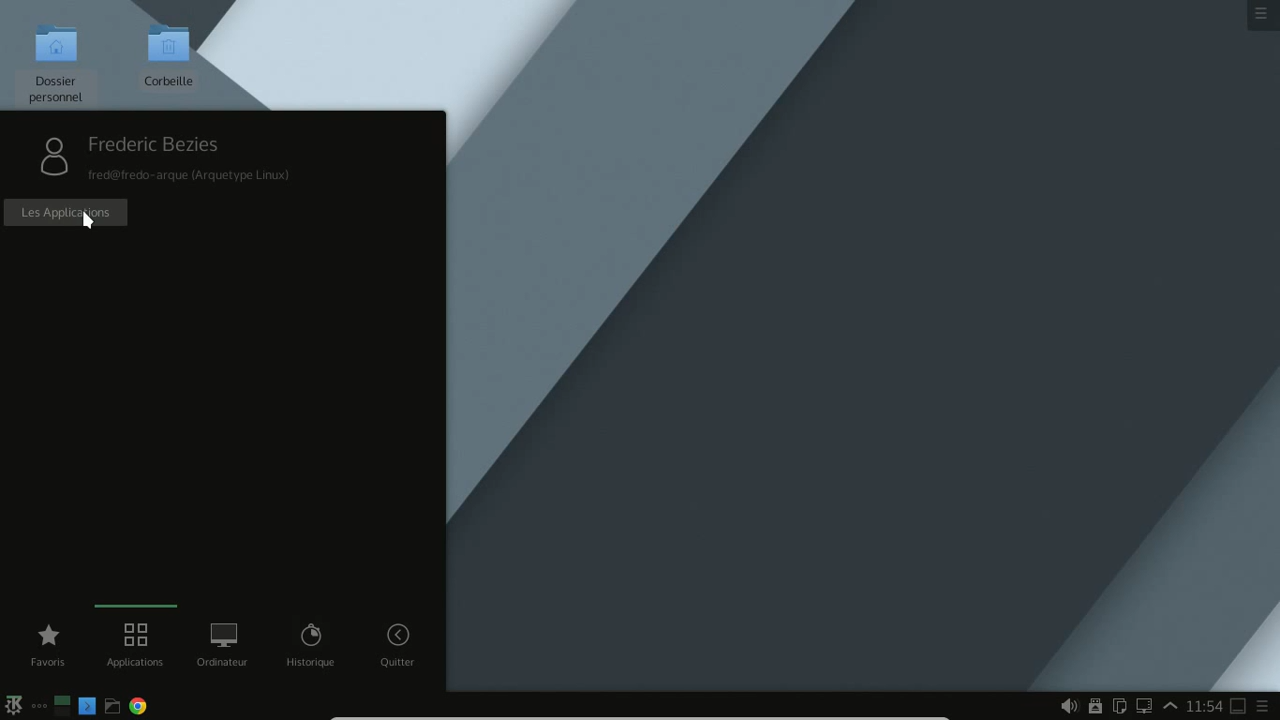 Dossier
personnel
Corbeille
Frederic Bezies
fred@fredo-arque (Arquetype Linux)
Les Applications
Favoris
Applications
Ordinateur
Historique
Quitter
11:54